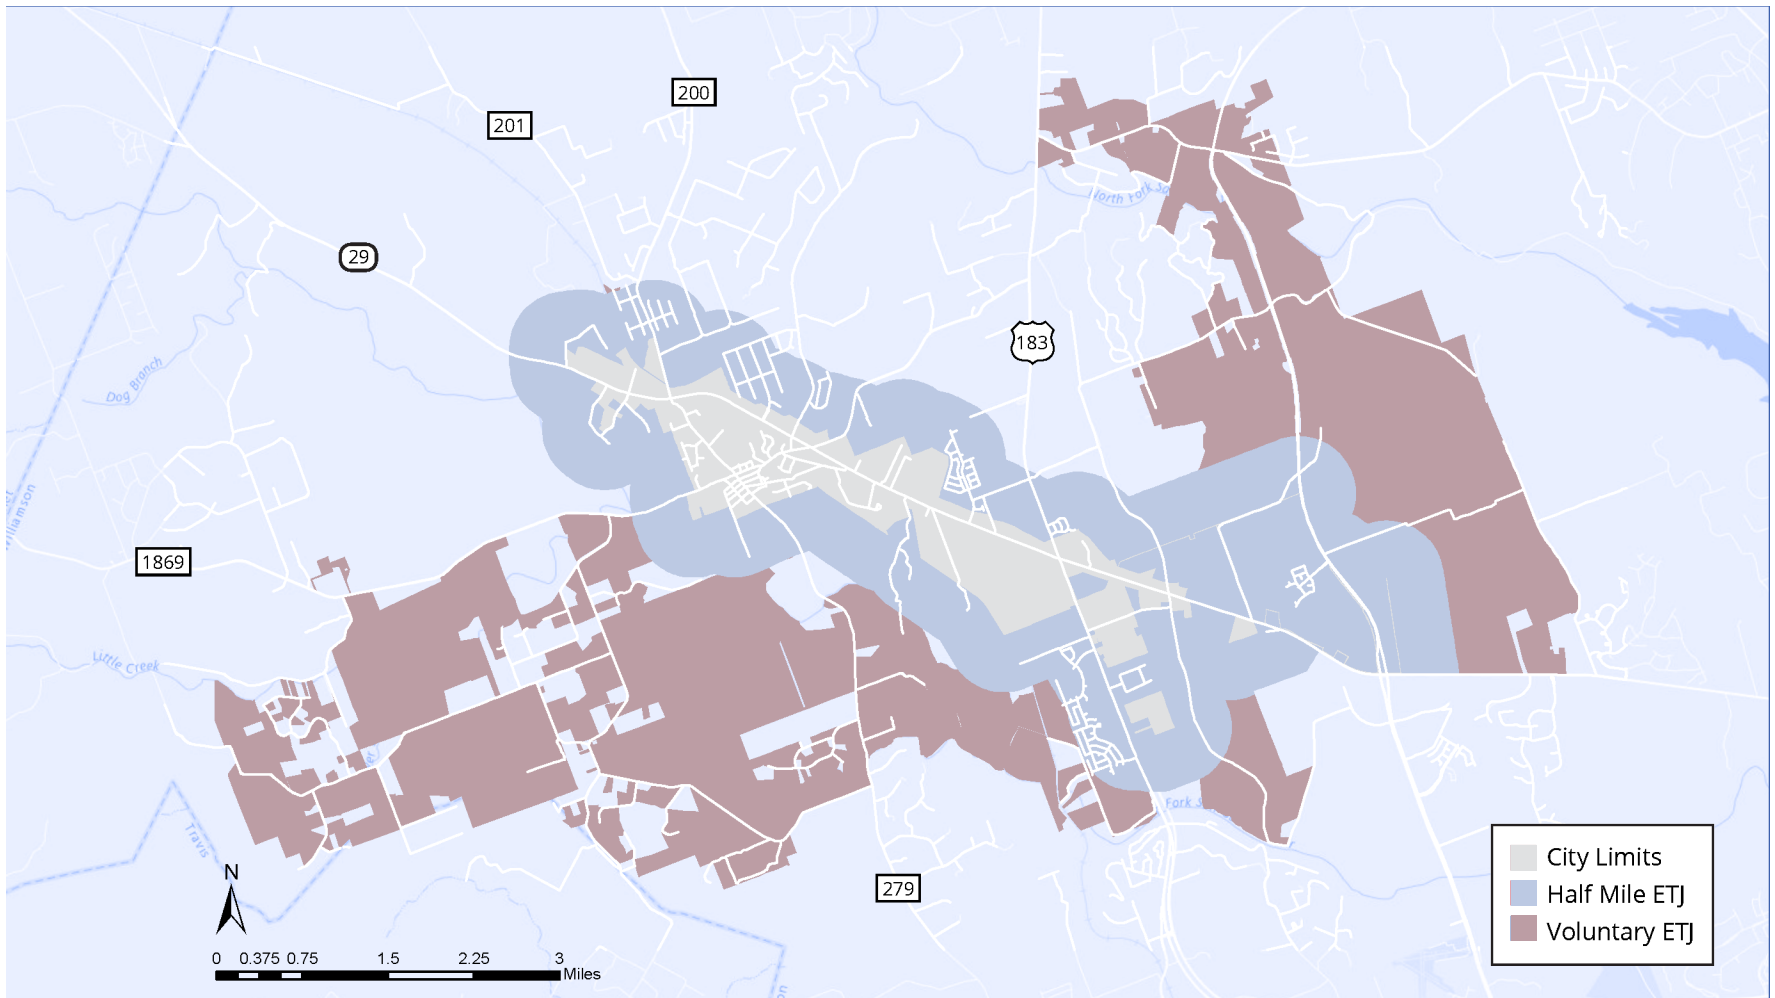 200
201
North Fork
29
183
Dog Branch
Williamson
1869
Little Creek
Travis
Fork S
279
N
0 0.375 0.75 1.5 2.25 3
Miles
City Limits
Half Mile ETJ
Voluntary ETJ